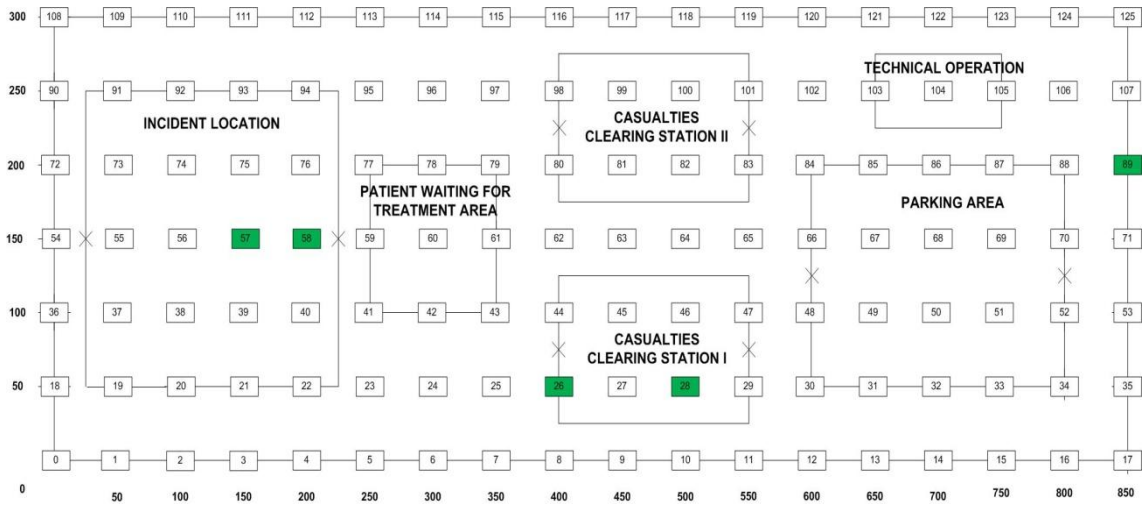 300 108 109 110 111 112 113 114 115 116 117 118 119 120 121 122 123 124 125
TECHNICAL OPERATION
250 90 91 92 93 94 95 96 97 98 99 100 101 102 103 104 105 106 107
INCIDENT LOCATION
CASUALTIES
CLEARING STATION II
200 72 73 74 75 76 77 78 79 80 81 82 83 84 85 86 87 88 89
PATIENT WAITING FOR
TREATMENT AREA
PARKING AREA
150 54 55 56 57 58 59 60 61 62 63 64 65 66 67 68 69 70 71
100 36 37 38 39 40 41 42 43 44 45 46 47 48 49 50 51 52 53
CASUALTIES
CLEARING STATION I
50 18 19 20 21 22 23 24 25 26 27 28 29 30 31 32 33 34 35
0 1 2 3 4 5 6 7 8 9 10 11 12 13 14 15 16 17
0 50 100 150 200 250 300 350 400 450 500 550 600 650 700 750 800 850